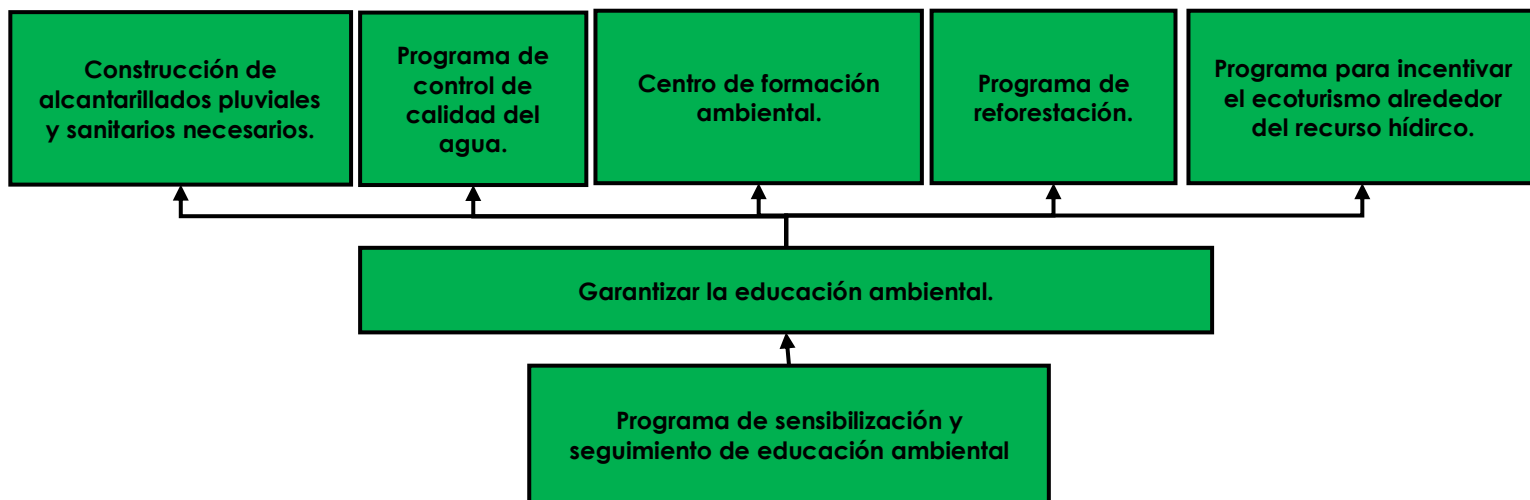 Construcción de
alcantarillados pluviales
y sanitarios necesarios.
Programa de
control de
calidad del
agua.
Centro de formación
ambiental.
Programa de
reforestación.
Programa para incentivar
el ecoturismo alrededor
del recurso hídirco.
Garantizar la educación ambiental.
Programa de sensibilización y
seguimiento de educación ambiental